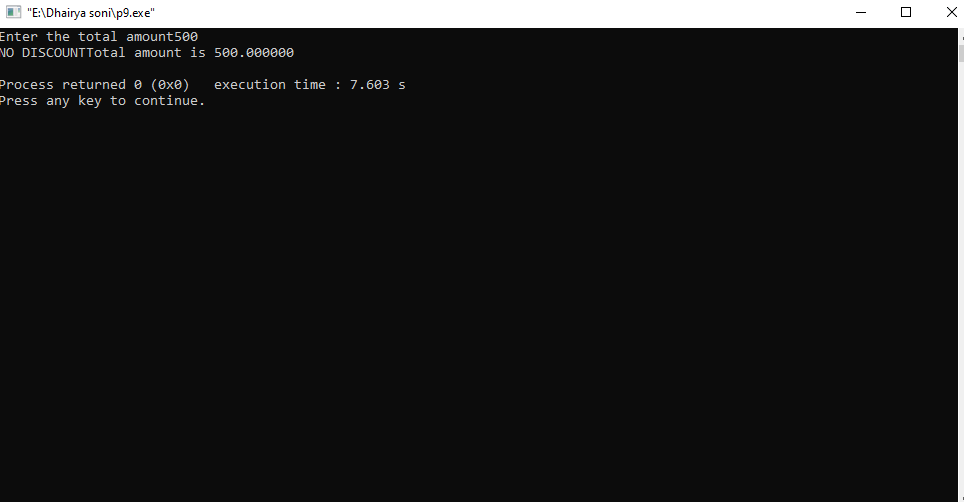 "E:\Dhairya soni\p9.exe"
Enter the total amount500
NO DISCOUNTTotal amount is 500.000000
Process returned 0 (0x0)   execution time : 7.603 s
Press any key to continue.